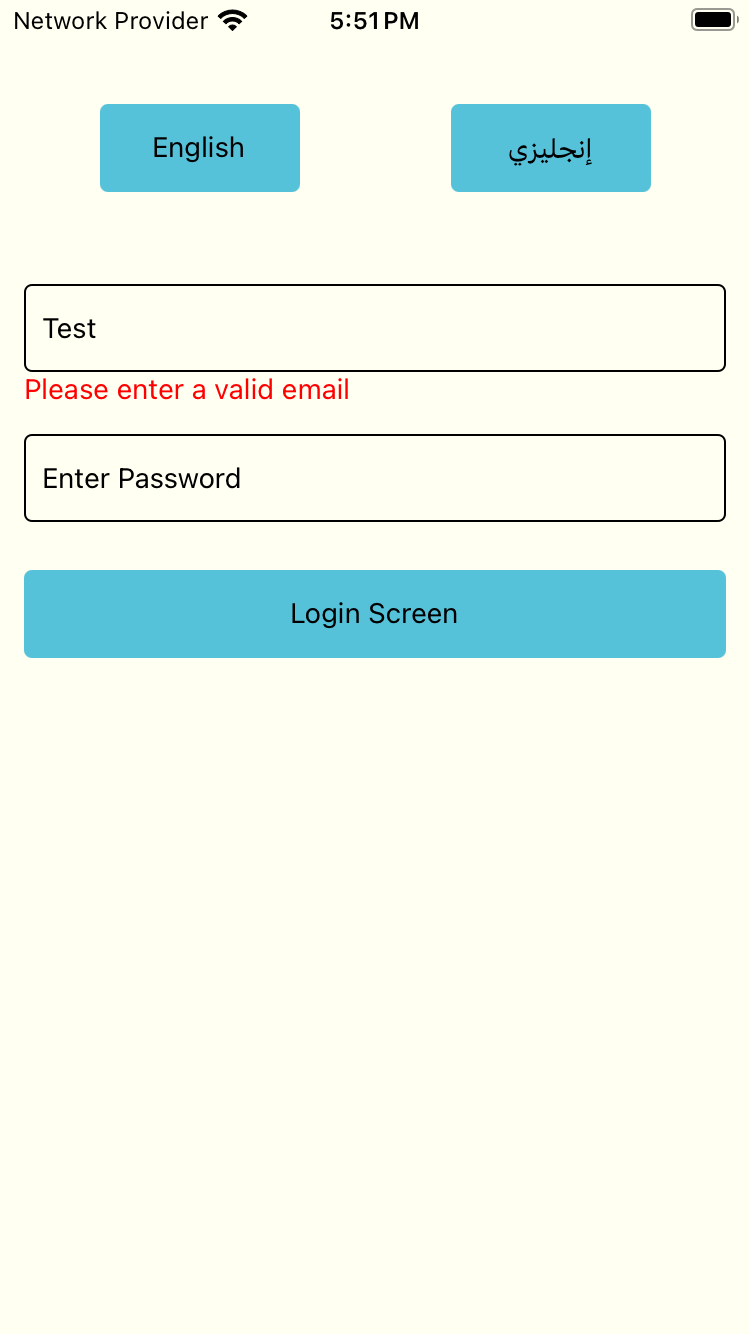 Network Provider 5:51 PM
English
إنجليزي
Test
Please enter a valid email
Enter Password
Login Screen